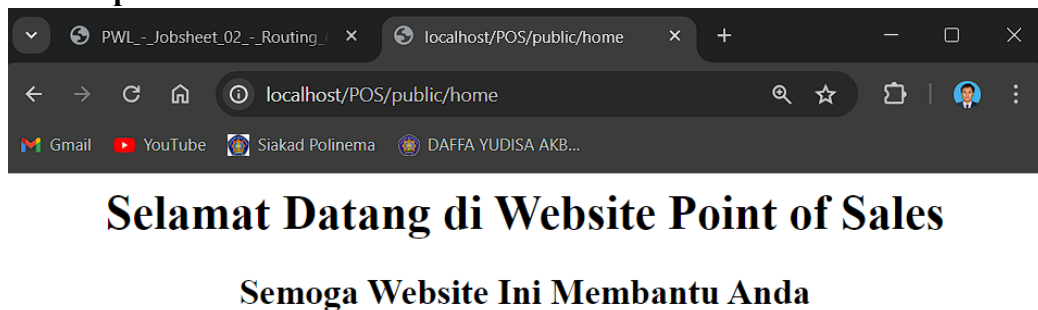 PWL_-_Jobsheet_02_-_Routing_
localhost/POS/public/home
localhost/POS/public/home
Gmail YouTube Siakad Polinema DAFFA YUDISA AKB...
Selamat Datang di Website Point of Sales
Semoga Website Ini Membantu Anda